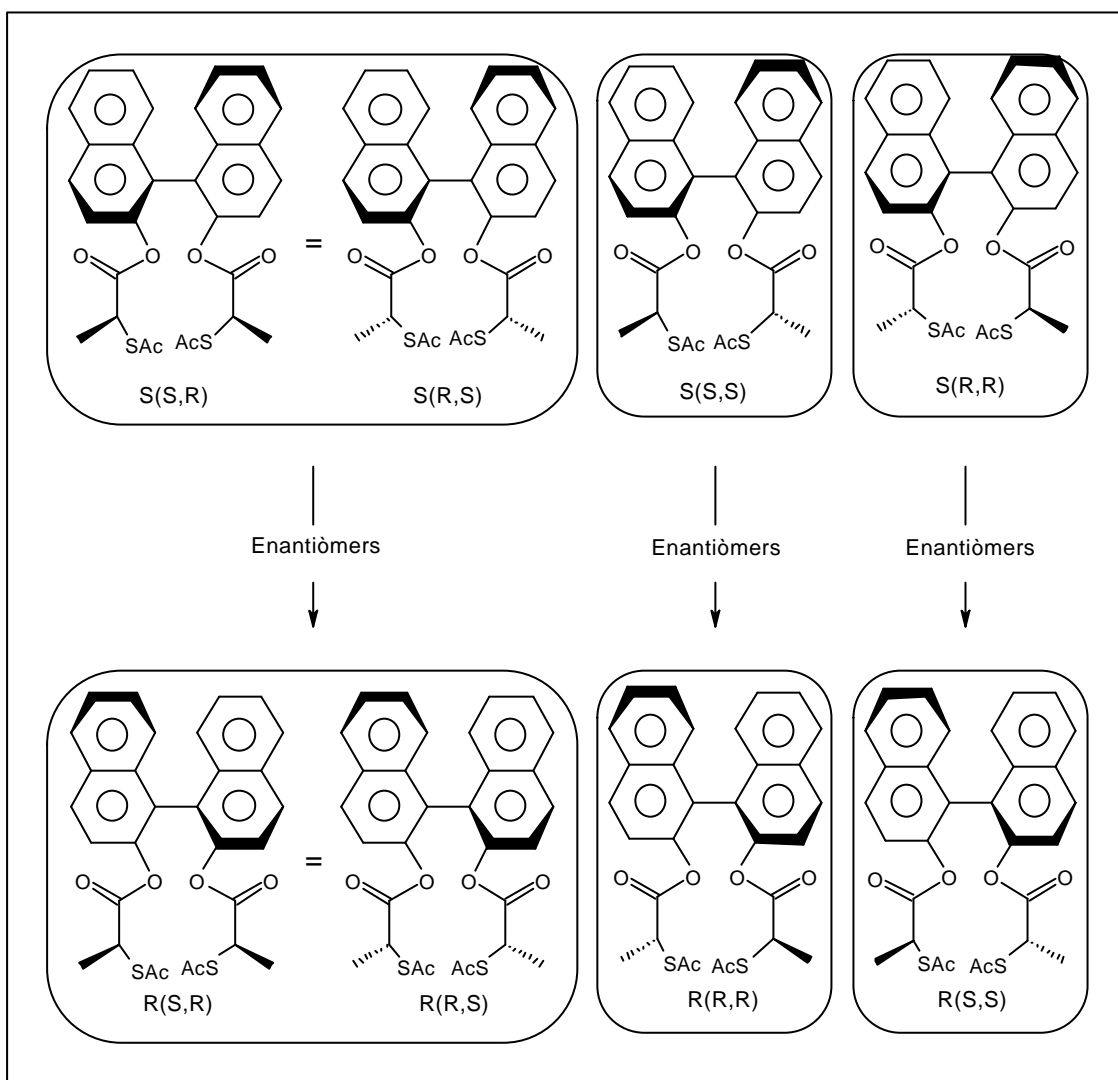 O O O O = O O O O O O O O O O O O
SAc AcS SAc AcS SAc AcS SAc AcS
S(S,R) S(R,S) S(S,S) S(R,R)
Enantiòmers Enantiòmers Enantiòmers
O O O O = O O O O O O O O O O O O
SAc AcS SAc AcS SAc AcS SAc AcS
R(S,R) R(R,S) R(R,R) R(S,S)